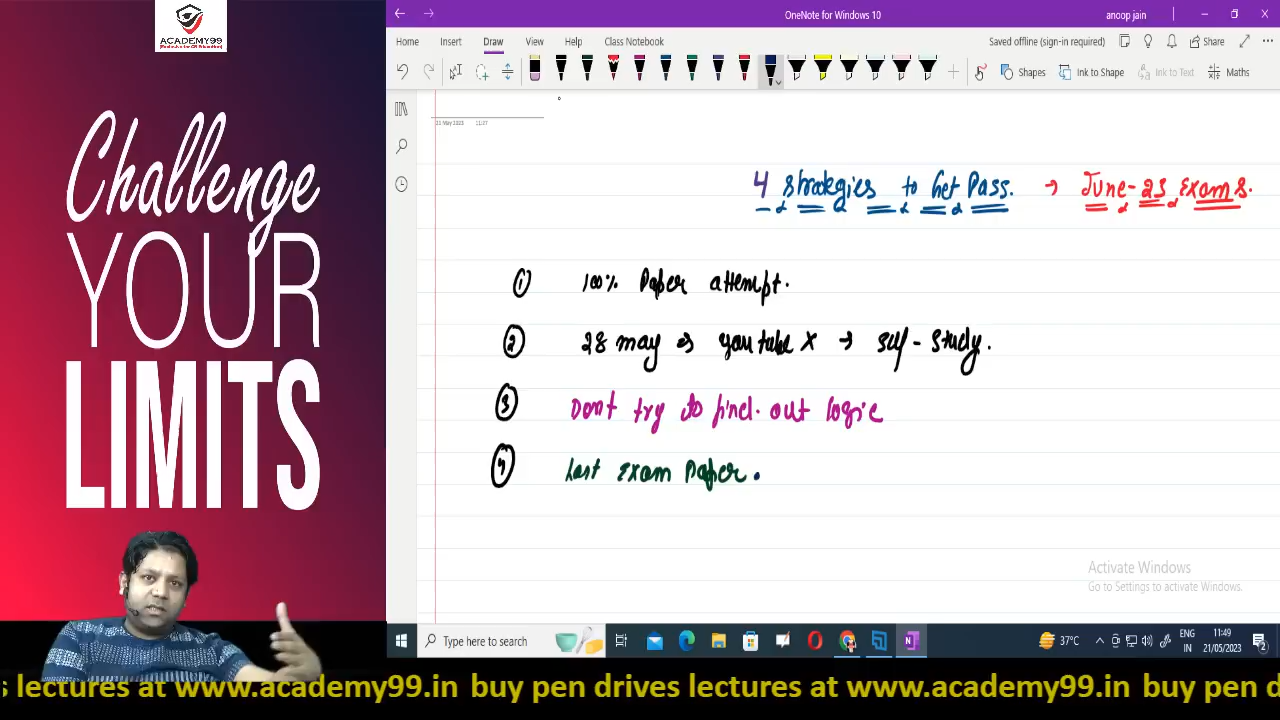 ACADEMY99
Challenge
YOUR
LIMITS
OneNote for Windows 10
anoop jain
Home Insert Draw View Help Class Notebook
Saved offline (sign in required) Share
Shapes Ink to Shape Ink to Text Maths
21 May 2023 11:37
4 Strategies to Get Pass. → June-23 Exams.
① 100% Paper attempt.
② 28 may → youtube X → self-study.
③ Dont try to find out logic
④ Last Exam Paper.
Activate Windows
Go to Settings to activate Windows.
Type here to search
37°C
ENG
IN
11:49
21/05/2023
s lectures at www.academy99.in buy pen drives lectures at www.academy99.in buy pen d